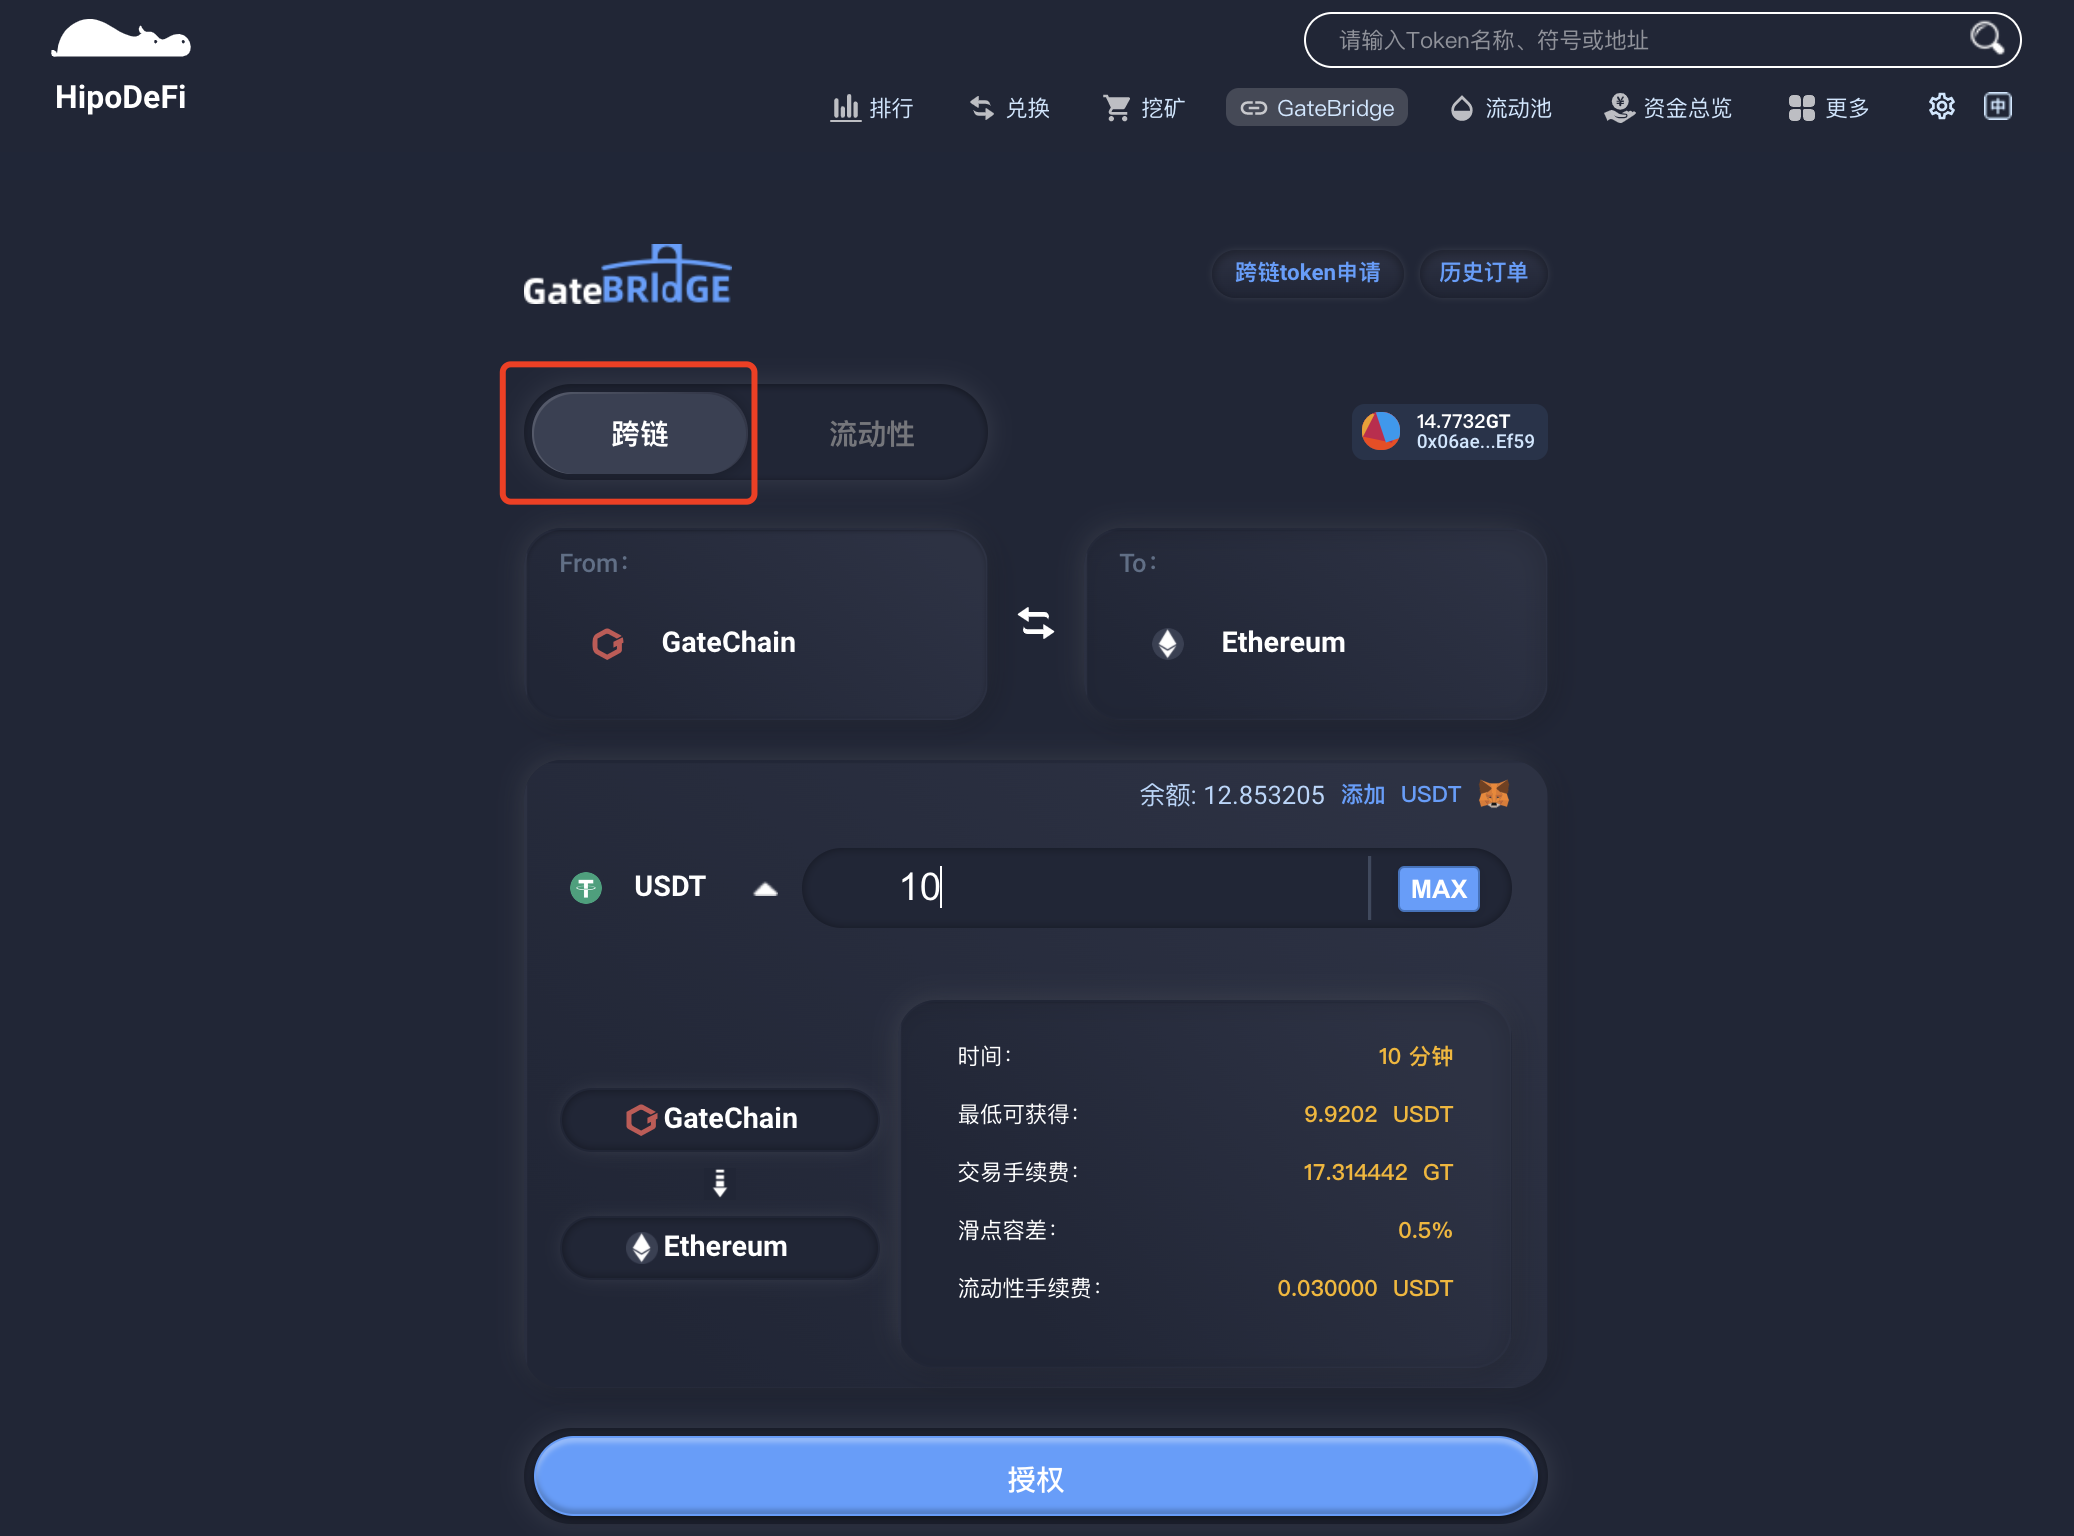 HipoDeFi
请输入Token名称、符号或地址
排行 兑换 挖矿 GateBridge 流动池 资金总览 更多 中
GateBRIdGE
跨链token申请 历史订单
跨链 流动性
14.7732GT
0x06ae...Ef59
From: To:
GateChain Ethereum
余额: 12.853205 添加 USDT
USDT 10 MAX
时间: 10 分钟
最低可获得: 9.9202 USDT
交易手续费: 17.314442 GT
滑点容差: 0.5%
流动性手续费: 0.030000 USDT
GateChain
Ethereum
授权